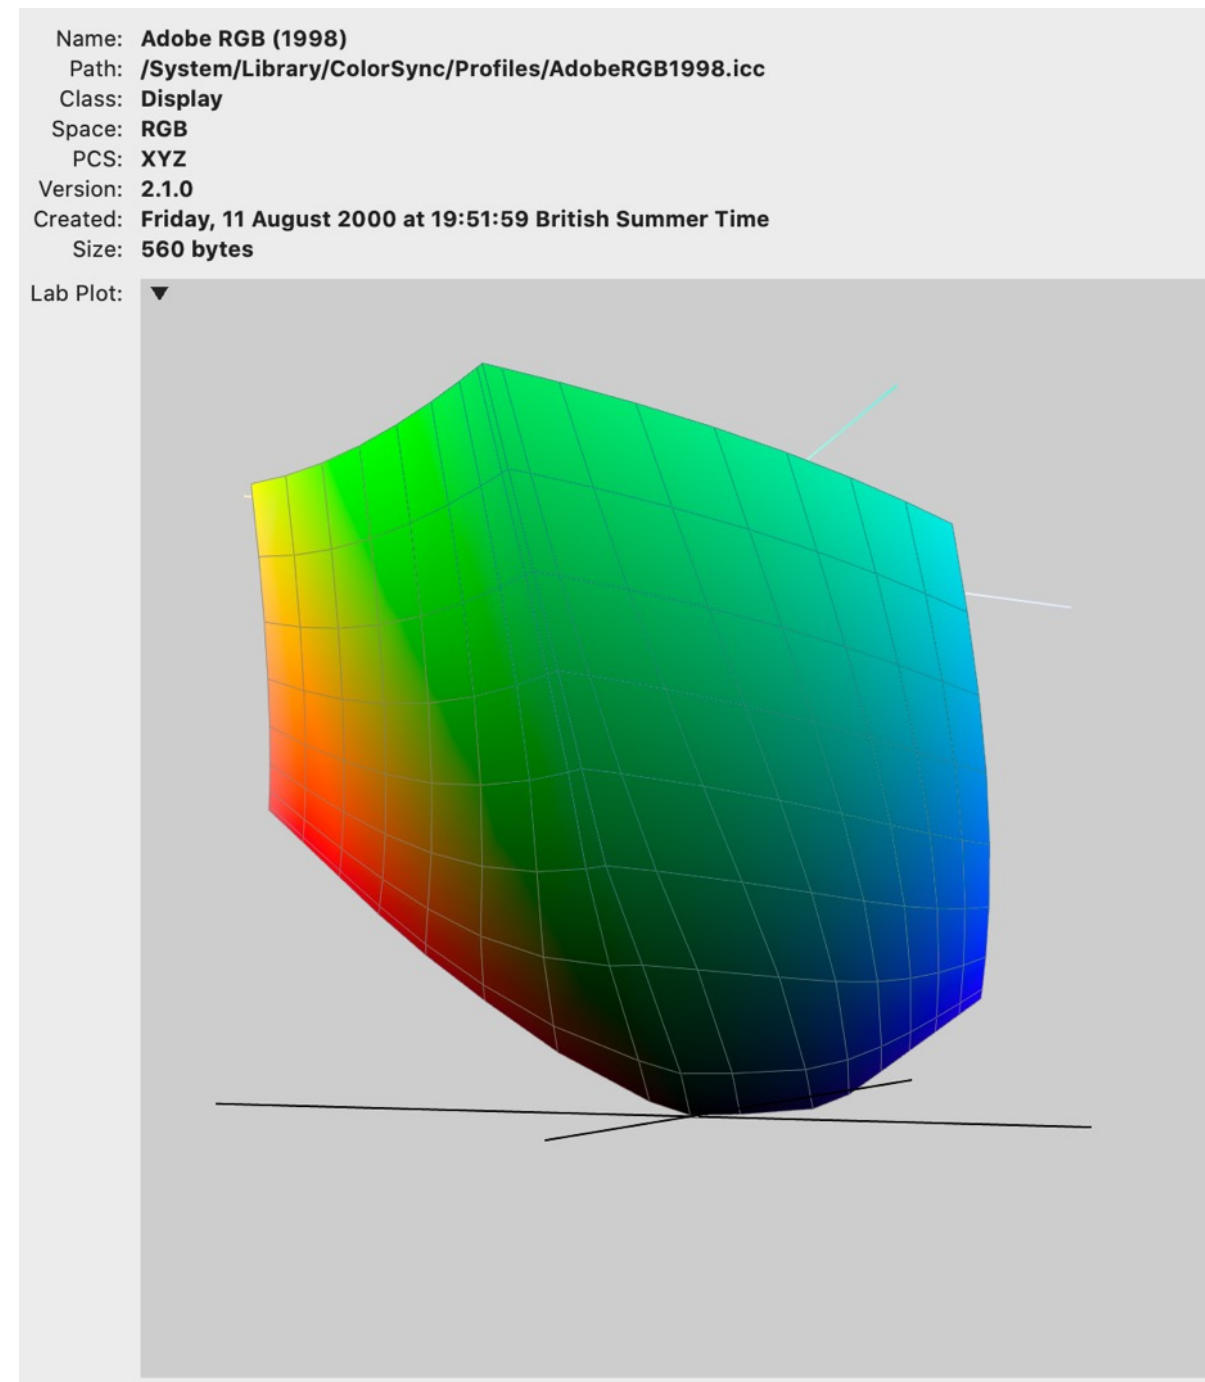 Name: Adobe RGB (1998)
Path: /System/Library/ColorSync/Profiles/AdobeRGB1998.icc
Class: Display
Space: RGB
PCS: XYZ
Version: 2.1.0
Created: Friday, 11 August 2000 at 19:51:59 British Summer Time
Size: 560 bytes
Lab Plot: